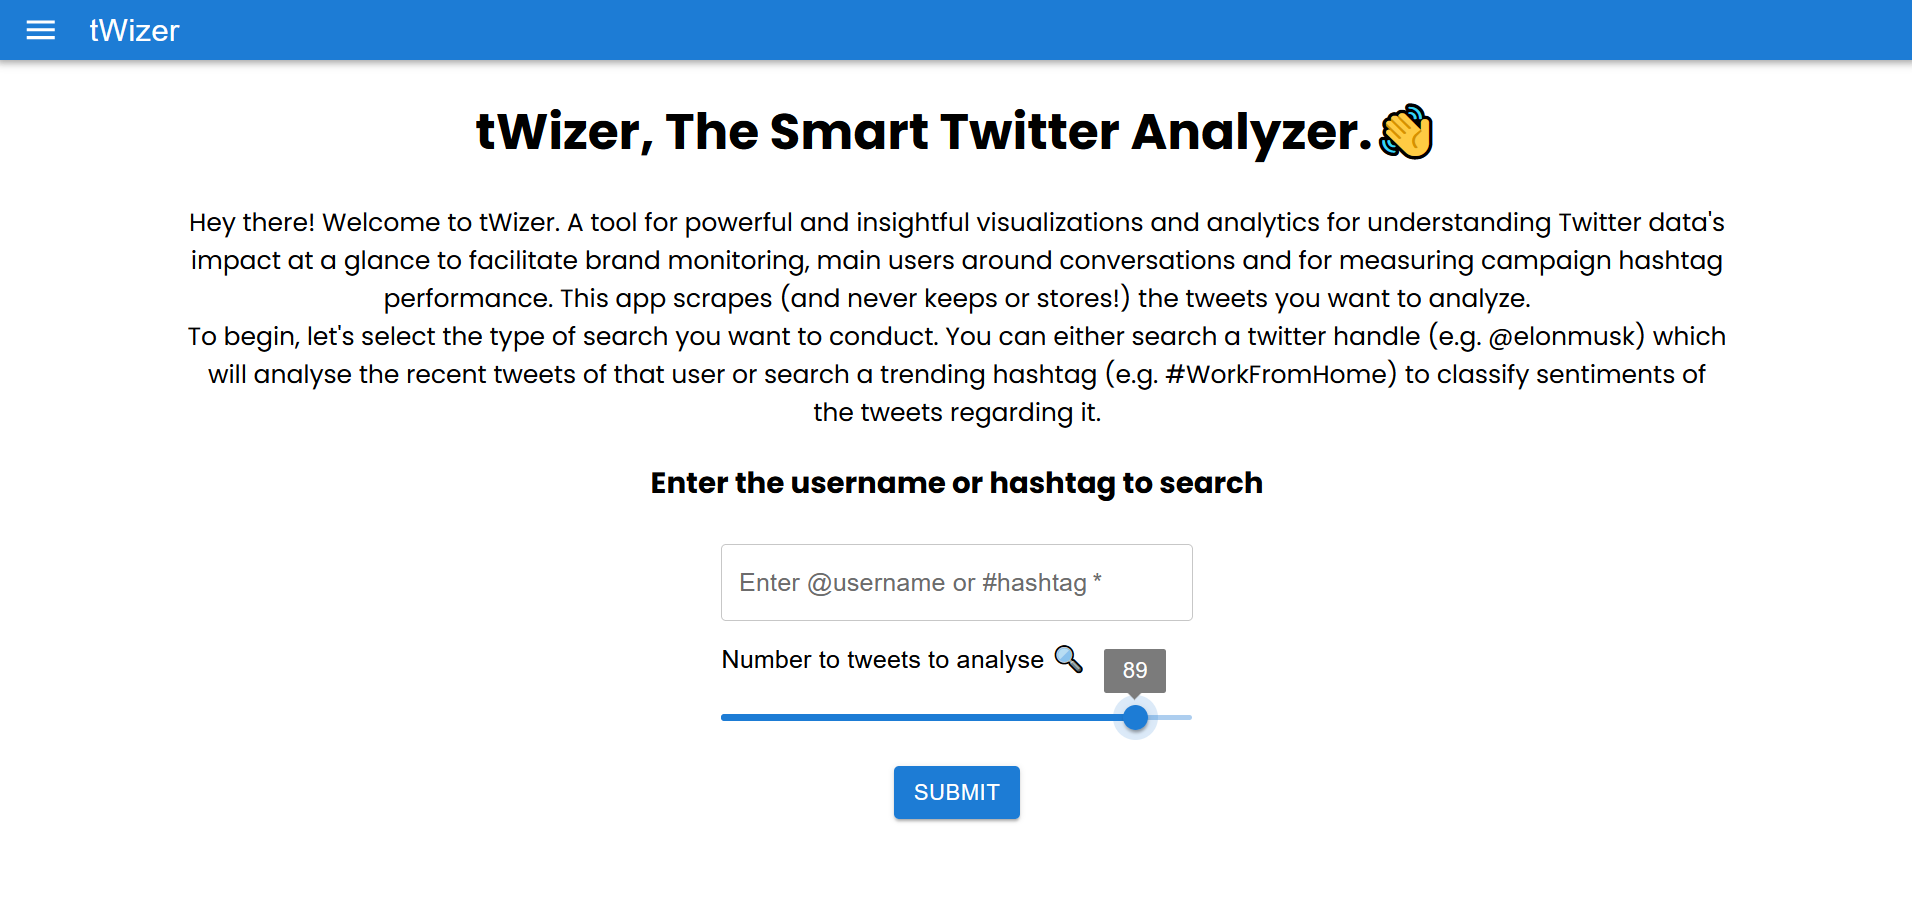 tWizer
tWizer, The Smart Twitter Analyzer.👋
Hey there! Welcome to tWizer. A tool for powerful and insightful visualizations and analytics for understanding Twitter data's
impact at a glance to facilitate brand monitoring, main users around conversations and for measuring campaign hashtag
performance. This app scrapes (and never keeps or stores!) the tweets you want to analyze.
To begin, let's select the type of search you want to conduct. You can either search a twitter handle (e.g. @elonmusk) which
will analyse the recent tweets of that user or search a trending hashtag (e.g. #WorkFromHome) to classify sentiments of
the tweets regarding it.
Enter the username or hashtag to search
Enter @username or #hashtag *
Number to tweets to analyse 🔍
89
SUBMIT